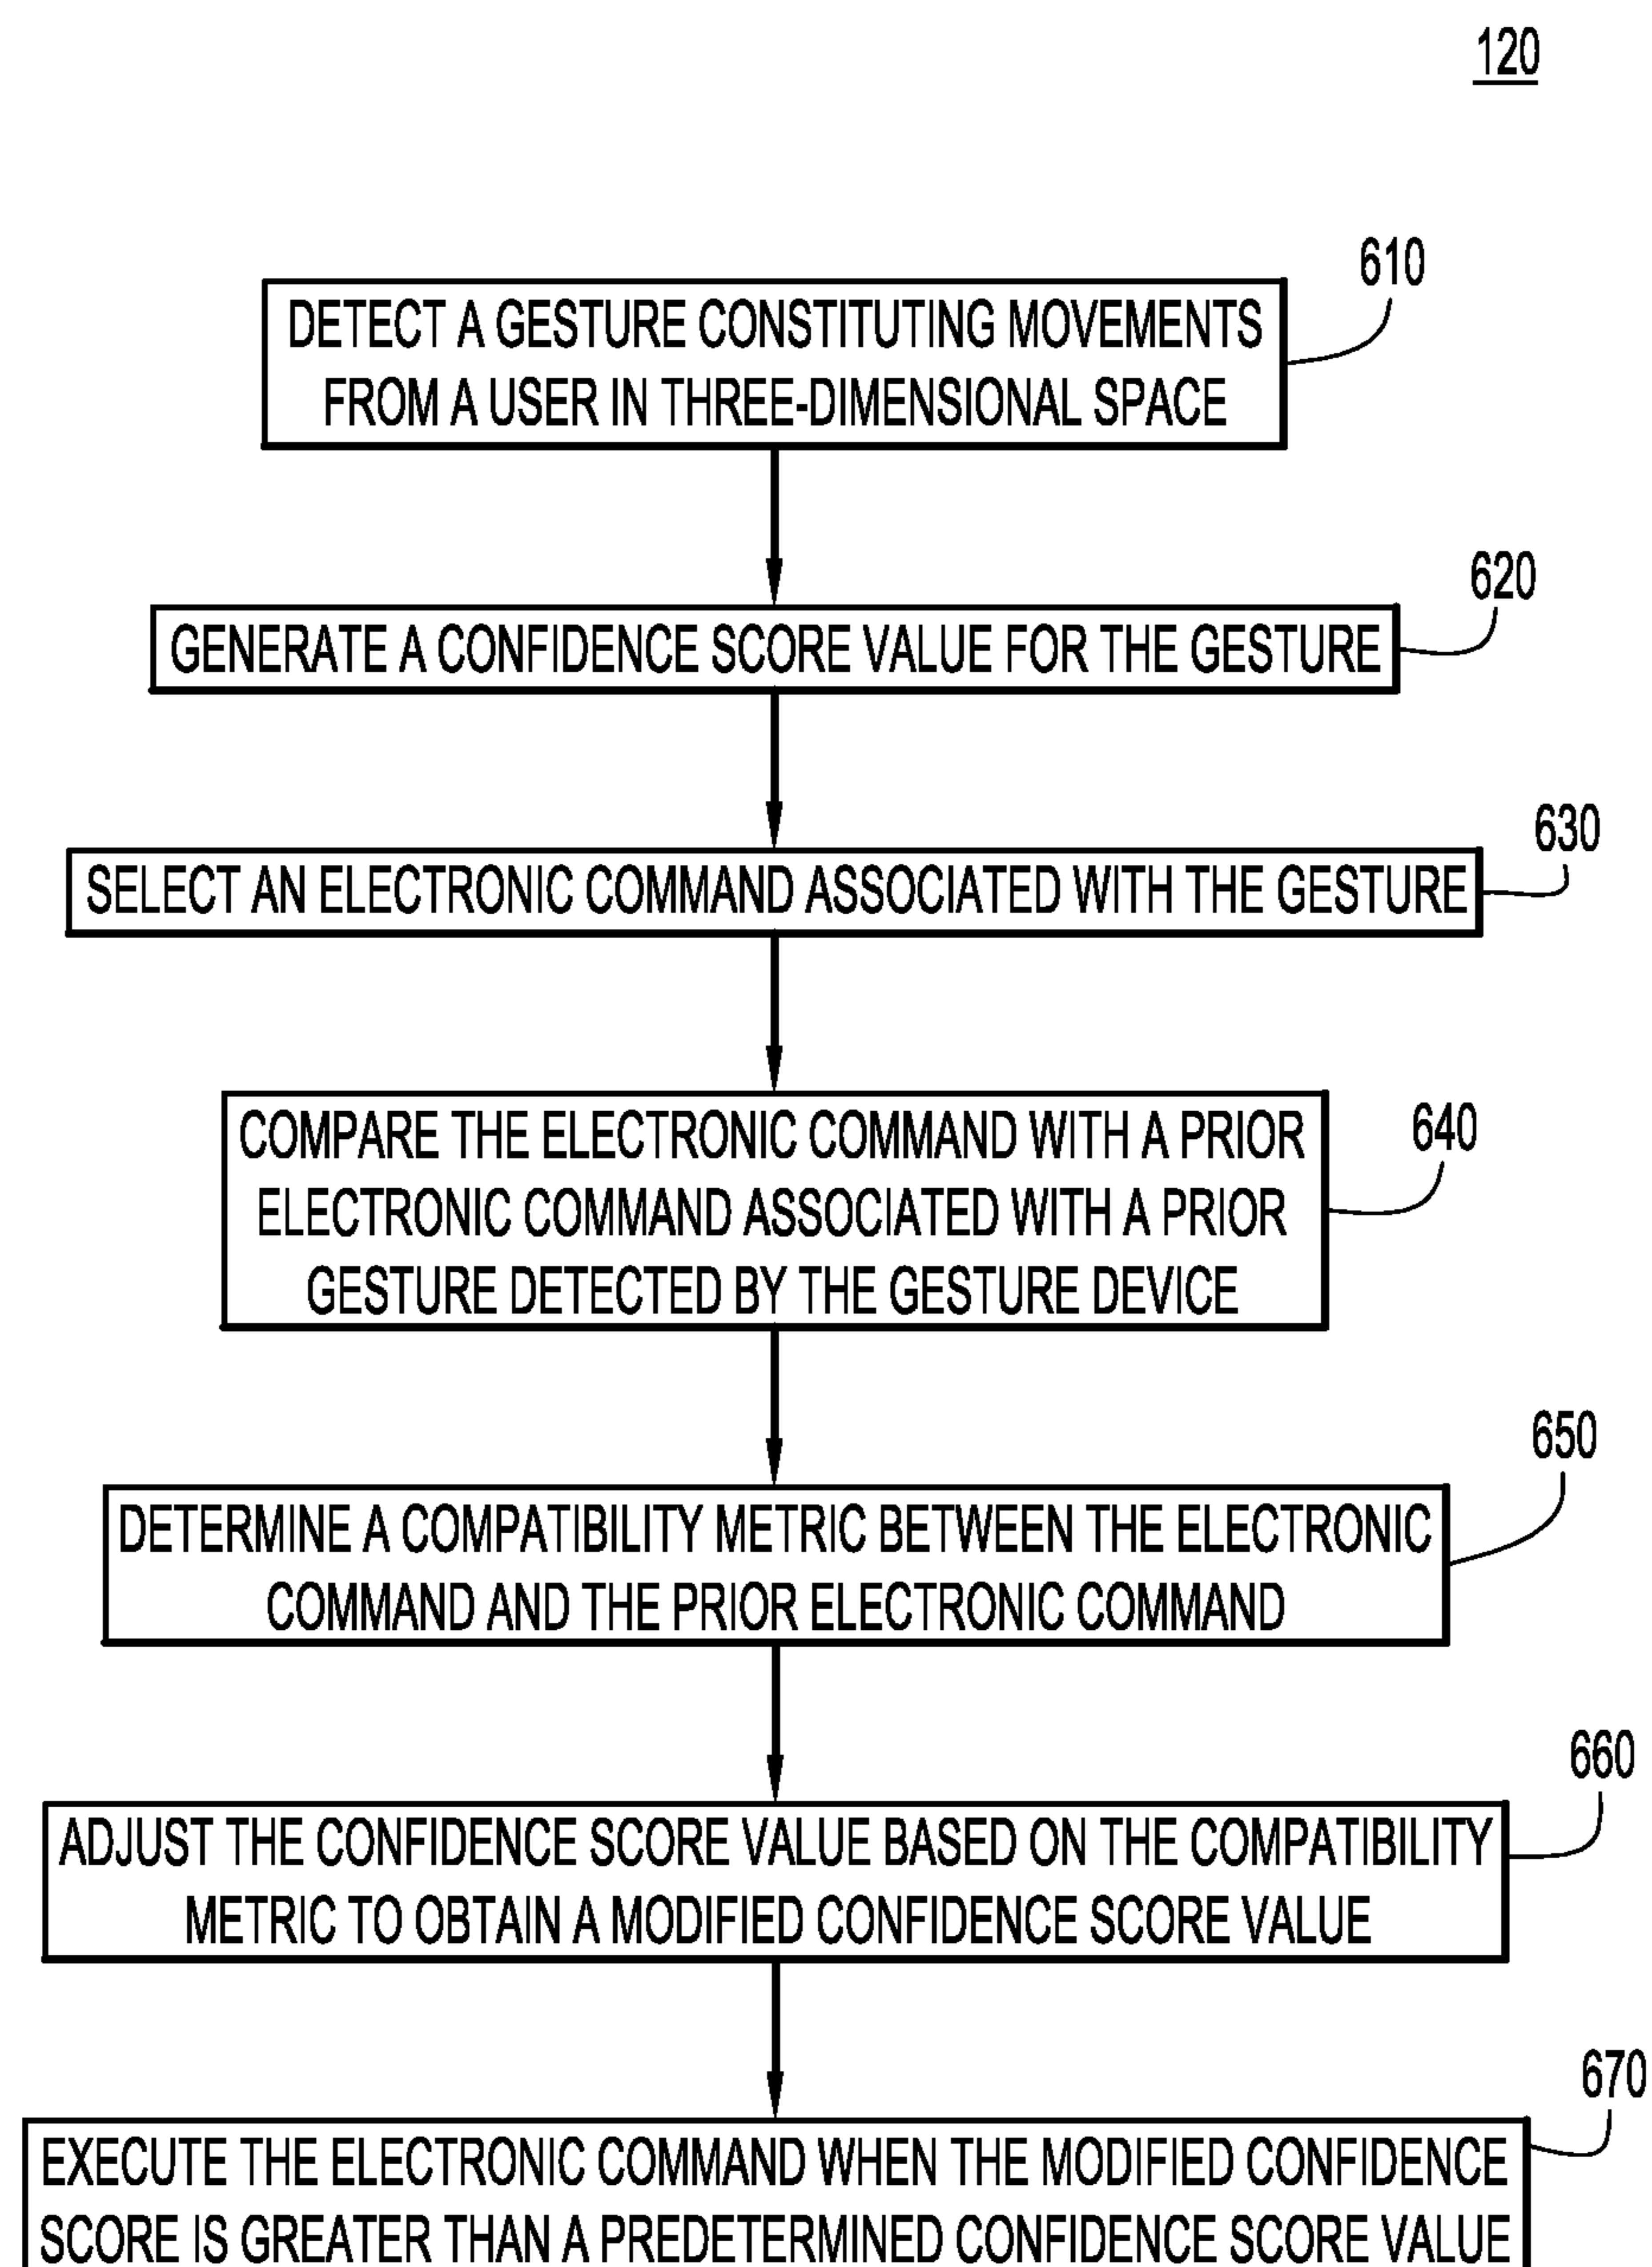 120
610
DETECT A GESTURE CONSTITUTING MOVEMENTS
FROM A USER IN THREE-DIMENSIONAL SPACE
620
GENERATE A CONFIDENCE SCORE VALUE FOR THE GESTURE
630
SELECT AN ELECTRONIC COMMAND ASSOCIATED WITH THE GESTURE
640
COMPARE THE ELECTRONIC COMMAND WITH A PRIOR
ELECTRONIC COMMAND ASSOCIATED WITH A PRIOR
GESTURE DETECTED BY THE GESTURE DEVICE
650
DETERMINE A COMPATIBILITY METRIC BETWEEN THE ELECTRONIC
COMMAND AND THE PRIOR ELECTRONIC COMMAND
660
ADJUST THE CONFIDENCE SCORE VALUE BASED ON THE COMPATIBILITY
METRIC TO OBTAIN A MODIFIED CONFIDENCE SCORE VALUE
670
EXECUTE THE ELECTRONIC COMMAND WHEN THE MODIFIED CONFIDENCE
SCORE IS GREATER THAN A PREDETERMINED CONFIDENCE SCORE VALUE